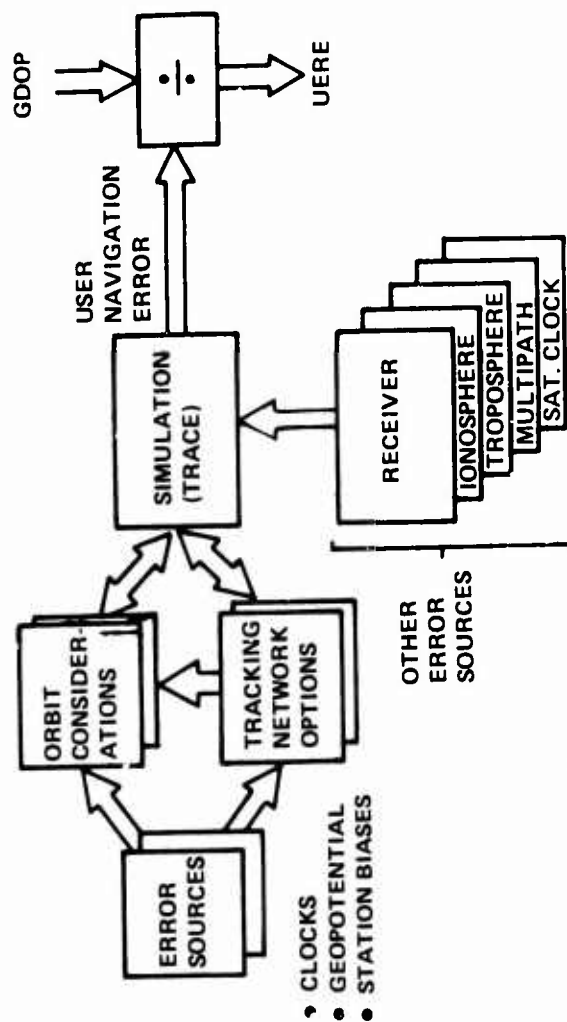 ERROR
SOURCES
• CLOCKS
• GEOPOTENTIAL
• STATION BIASES
ORBIT
CONSIDER-
ATIONS
TRACKING
NETWORK
OPTIONS
SIMULATION
(TRACE)
USER
NAVIGATION
ERROR
GDOP
÷
UERE
RECEIVER
IONOSPHERE
TROPOSPHERE
MULTIPATH
SAT. CLOCK
OTHER
ERROR
SOURCES